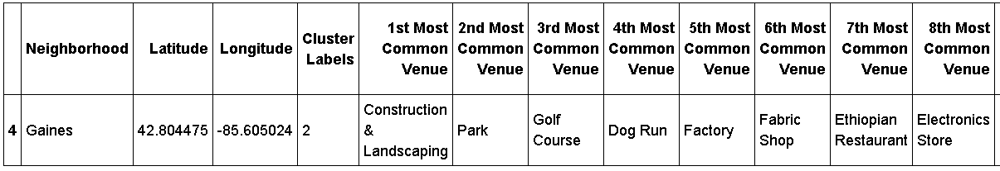 Neighborhood Latitude Longitude Cluster Labels 1st Most Common Venue 2nd Most Common Venue 3rd Most Common Venue 4th Most Common Venue 5th Most Common Venue 6th Most Common Venue 7th Most Common Venue 8th Most Common Venue
4 Gaines 42.804475 -85.605024 2 Construction & Landscaping Park Golf Course Dog Run Factory Fabric Shop Ethiopian Restaurant Electronics Store